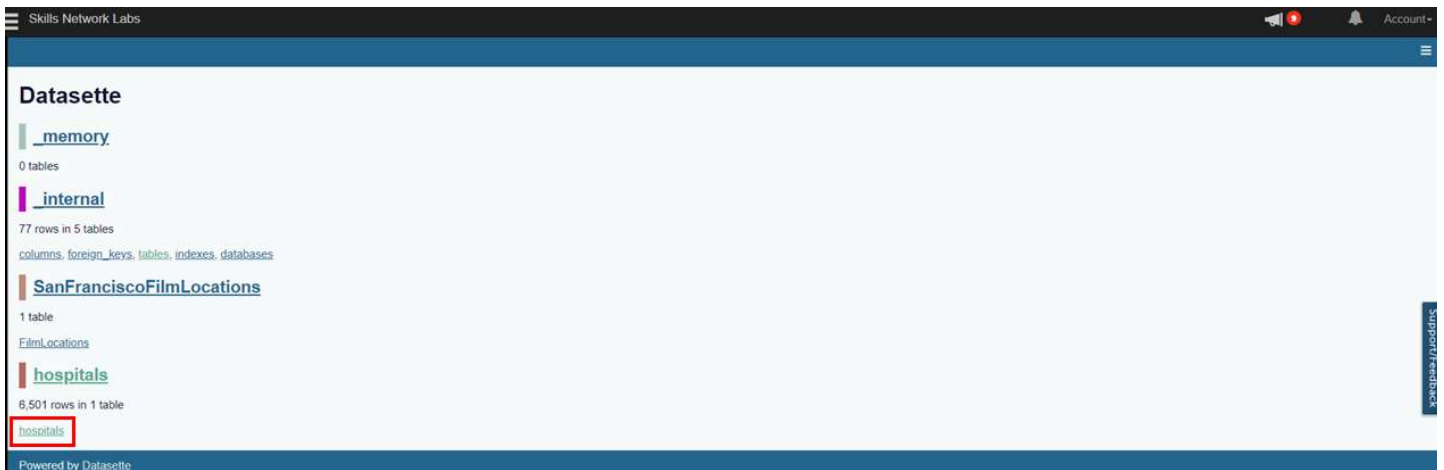 Skills Network Labs
9
Account
Datasette
_memory
0 tables
_internal
77 rows in 5 tables
columns, foreign_keys, tables, indexes, databases
SanFranciscoFilmLocations
1 table
FilmLocations
hospitals
6,501 rows in 1 table
hospitals
Support/Feedback
Powered by Datasette